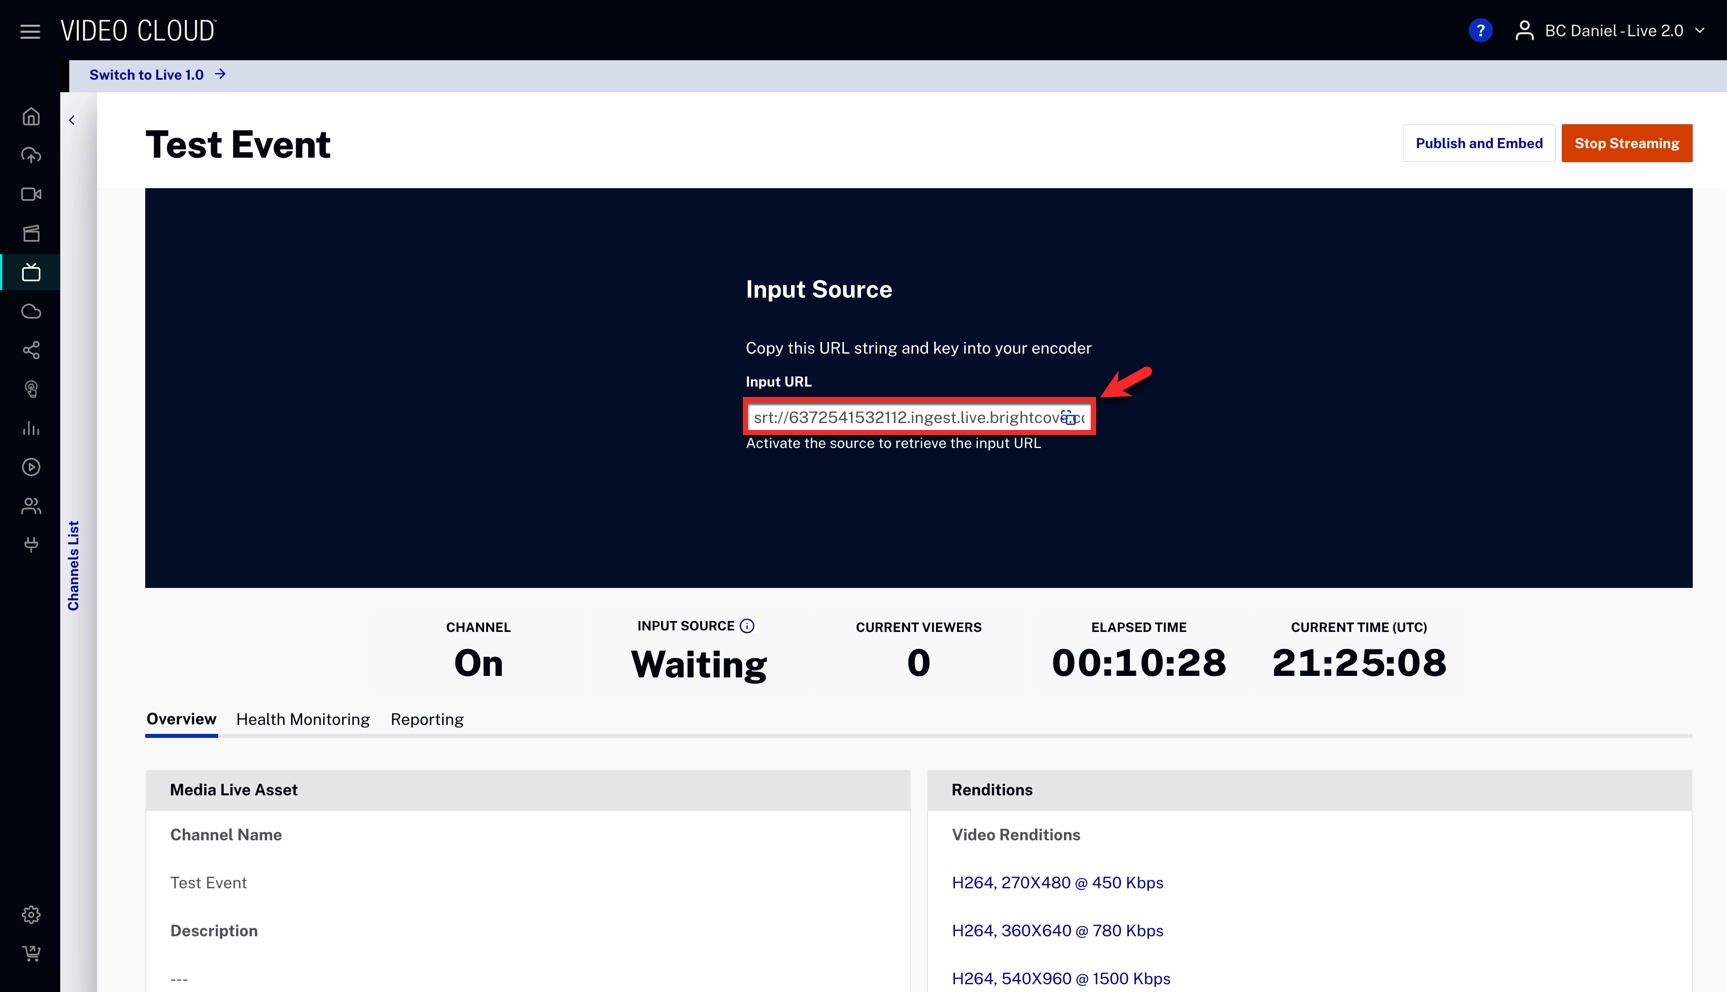 VIDEO CLOUD
?
BC Daniel - Live 2.0
Switch to Live 1.0
Test Event
Publish and Embed
Stop Streaming
Input Source
Copy this URL string and key into your encoder
Input URL
srt://6372541532112.ingest.live.brightcove.co
Activate the source to retrieve the input URL
Channels List
CHANNEL
On
INPUT SOURCE
Waiting
CURRENT VIEWERS
0
ELAPSED TIME
00:10:28
CURRENT TIME (UTC)
21:25:08
Overview
Health Monitoring
Reporting
Media Live Asset
Channel Name
Test Event
Description
---
Renditions
Video Renditions
H264, 270X480 @ 450 Kbps
H264, 360X640 @ 780 Kbps
H264, 540X960 @ 1500 Kbps